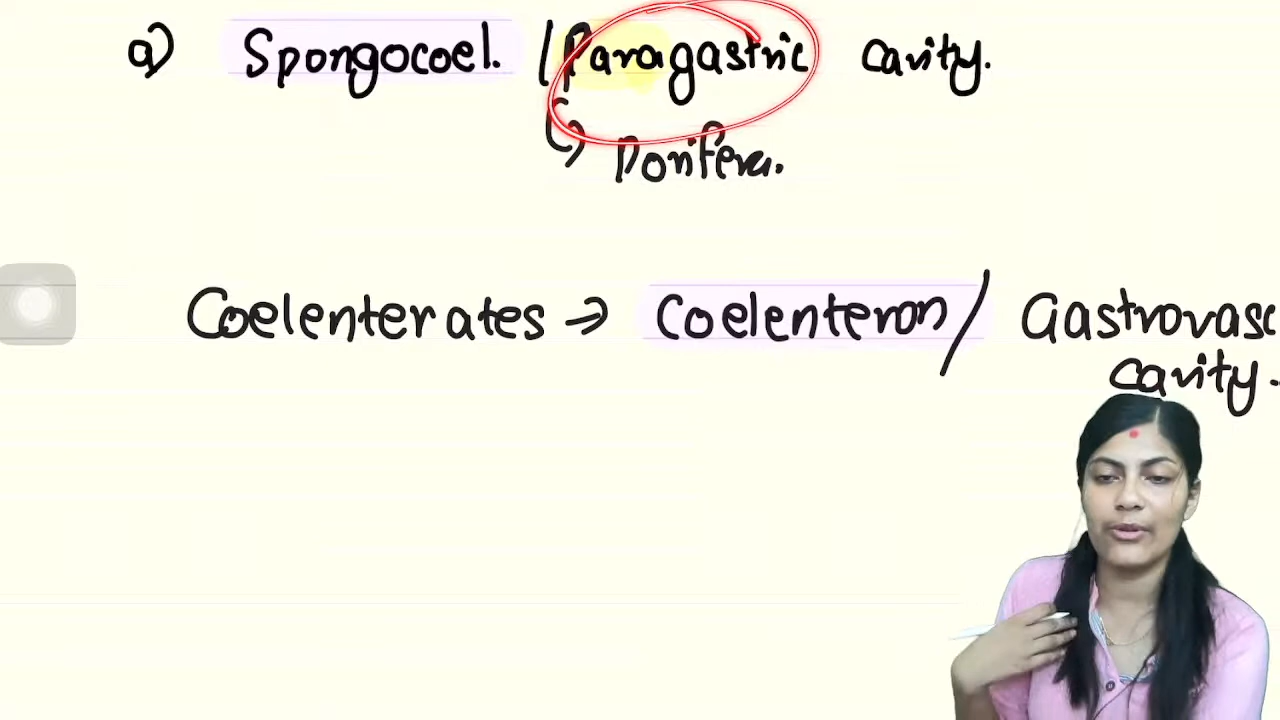 a) Spongocoel. / Paragastric cavity.
↳ Porifera.
Coelenterates → Coelenteron / Gastrovasc
cavity.